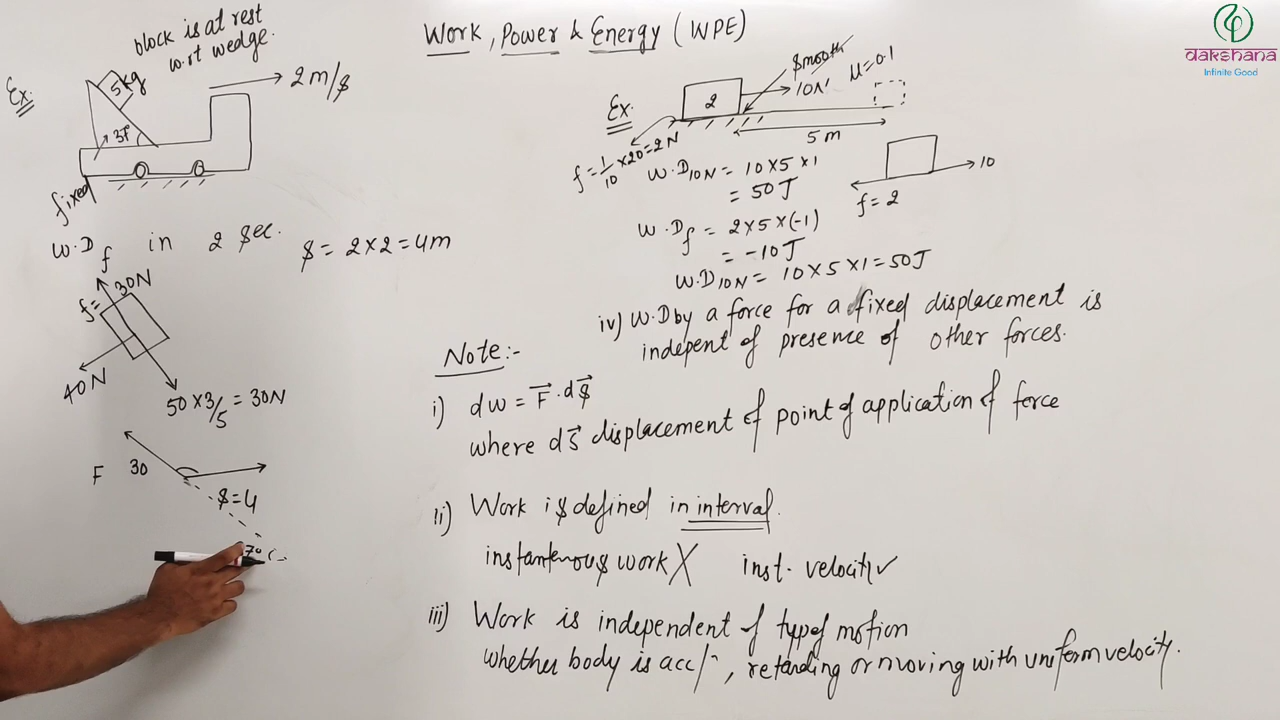 Work, Power & Energy (WPE)
dakshana
Infinite Good
Ex.
block is at rest
w.r.t wedge.
5kg
2 m/s
37°
fixed
W.D f in 2 sec.
s = 2×2 = 4m
f = 30N
40N
50 × 3/5 = 30N
F 30
s = 4
Ex.
smooth
μ=0.1
2
10N
5 m
f = 1/10 × 20 = 2N
W.D10N = 10×5×1
= 50J
10
f = 2
W.Df = 2×5×(-1)
= -10J
W.D10N = 10×5×1 = 50J
iv) W.D by a force for a fixed displacement is
indepent of presence of other forces.
Note:-
i) dw = F⃗ . ds⃗
where ds⃗ displacement of point of application of force
ii) Work is defined in interval.
instantenous work X inst. velocity ✓
iii) Work is independent of type of motion
whether body is acc/n, retarding or moving with uniform velocity.